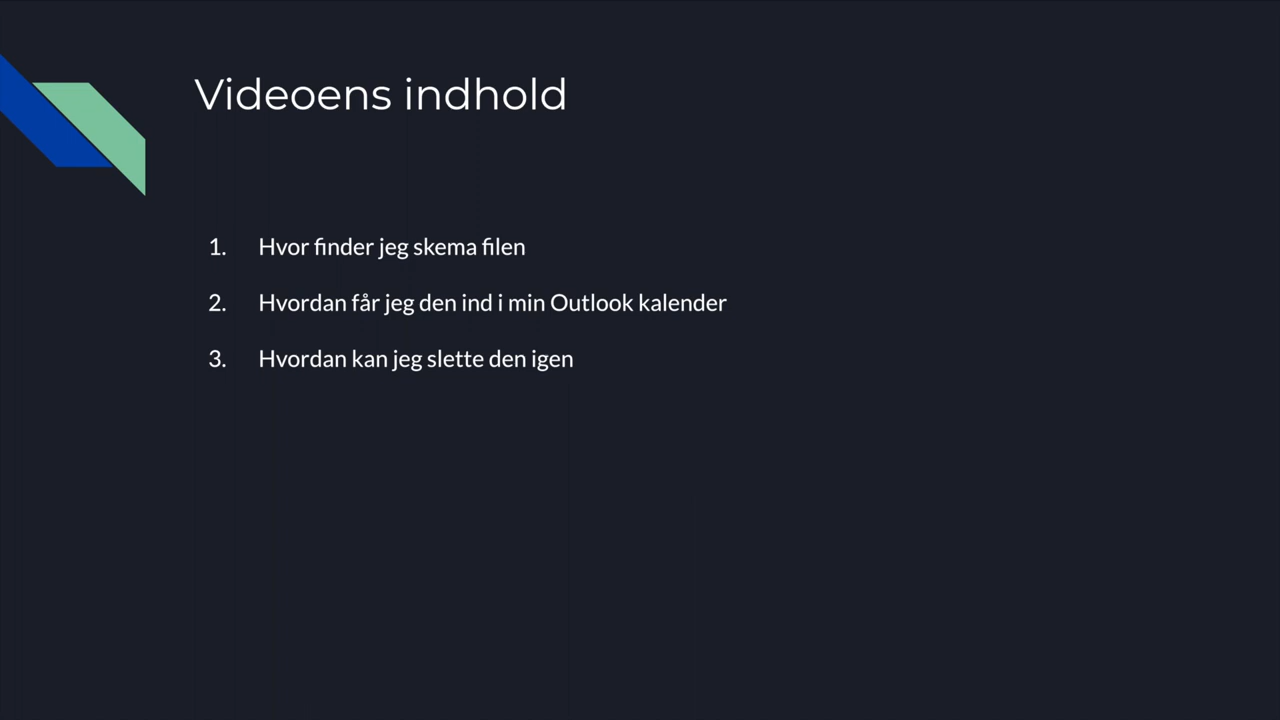 Videoens indhold
1. Hvor finder jeg skema filen
2. Hvordan får jeg den ind i min Outlook kalender
3. Hvordan kan jeg slette den igen